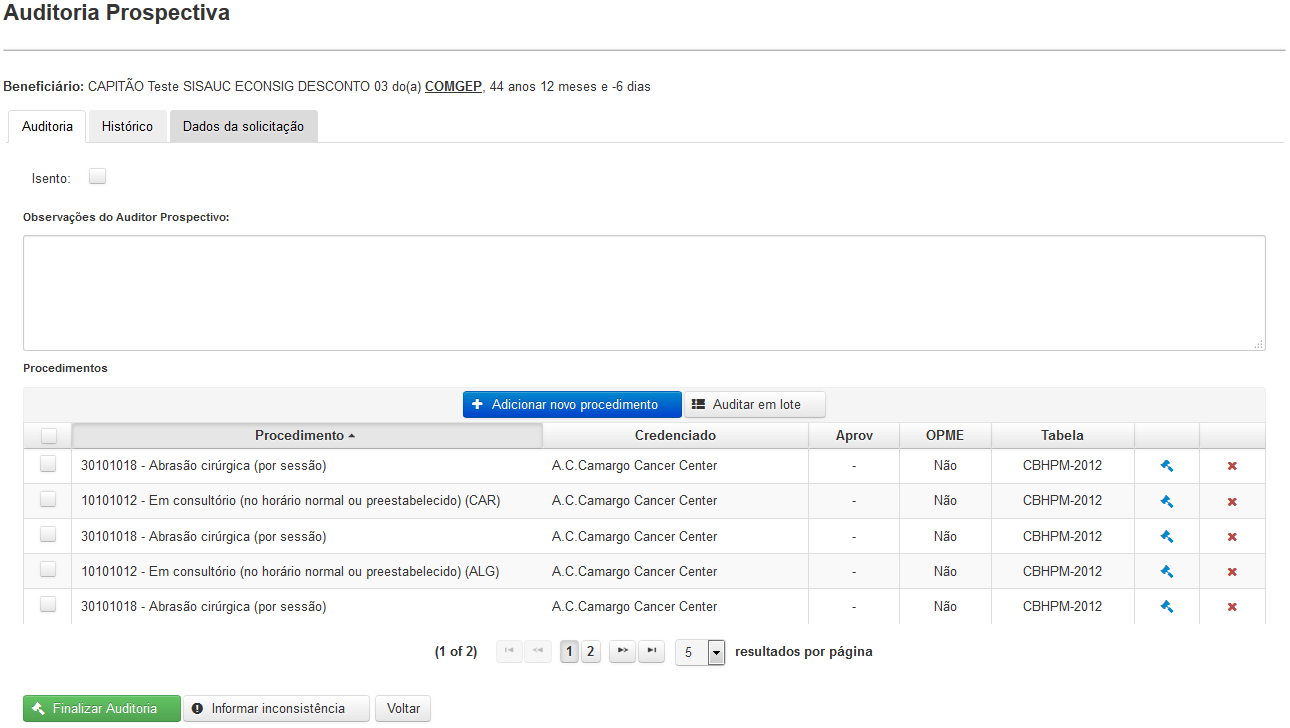 Auditoria Prospectiva
Beneficiário: CAPITÃO Teste SISAUC ECONSIG DESCONTO 03 do(a) COMGEP, 44 anos 12 meses e -6 dias
Auditoria Histórico Dados da solicitação
Isento:
Observações do Auditor Prospectivo:
Procedimentos
Adicionar novo procedimento Auditar em lote
Procedimento Credenciado Aprov OPME Tabela
30101018 - Abrasão cirúrgica (por sessão) A.C.Camargo Cancer Center - Não CBHPM-2012
10101012 - Em consultório (no horário normal ou preestabelecido) (CAR) A.C.Camargo Cancer Center - Não CBHPM-2012
30101018 - Abrasão cirúrgica (por sessão) A.C.Camargo Cancer Center - Não CBHPM-2012
10101012 - Em consultório (no horário normal ou preestabelecido) (ALG) A.C.Camargo Cancer Center - Não CBHPM-2012
30101018 - Abrasão cirúrgica (por sessão) A.C.Camargo Cancer Center - Não CBHPM-2012
(1 of 2) 1 2 5 resultados por página
Finalizar Auditoria Informar inconsistência Voltar